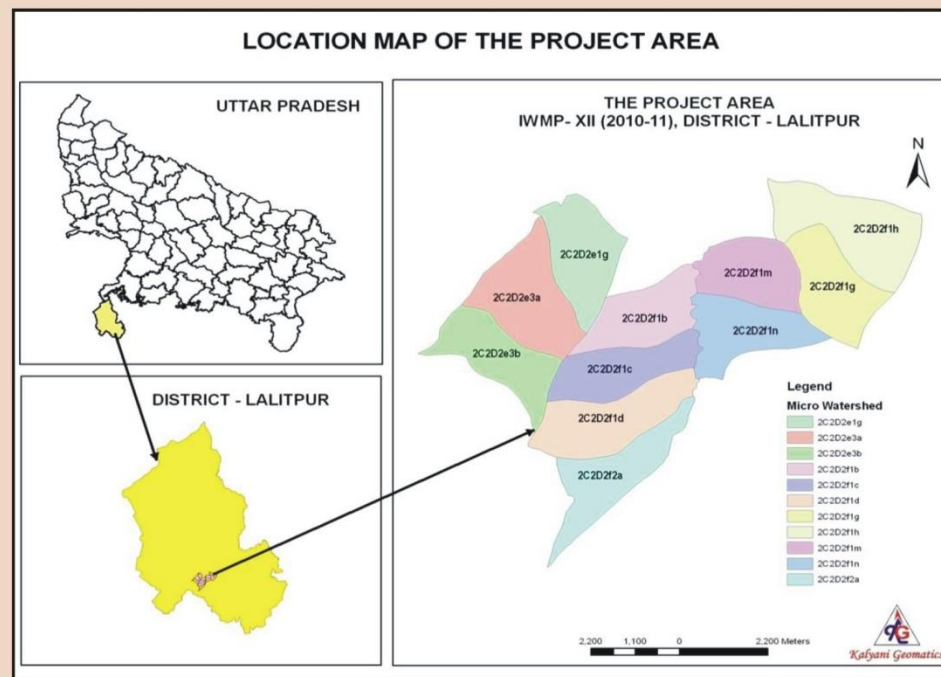 LOCATION MAP OF THE PROJECT AREA
UTTAR PRADESH
DISTRICT - LALITPUR
THE PROJECT AREA
IWMP- XII (2010-11), DISTRICT - LALITPUR
N
2C2D2f1h
2C2D2e1g
2C2D2f1m
2C2D2f1g
2C2D2e3a
2C2D2f1b
2C2D2f1n
2C2D2e3b
2C2D2f1c
2C2D2f1d
2C2D2f2a
Legend
Micro Watershed
2C2D2e1g
2C2D2e3a
2C2D2e3b
2C2D2f1b
2C2D2f1c
2C2D2f1d
2C2D2f1g
2C2D2f1h
2C2D2f1m
2C2D2f1n
2C2D2f2a
2,200 1,100 0 2,200 Meters
Kalyani Geomatics